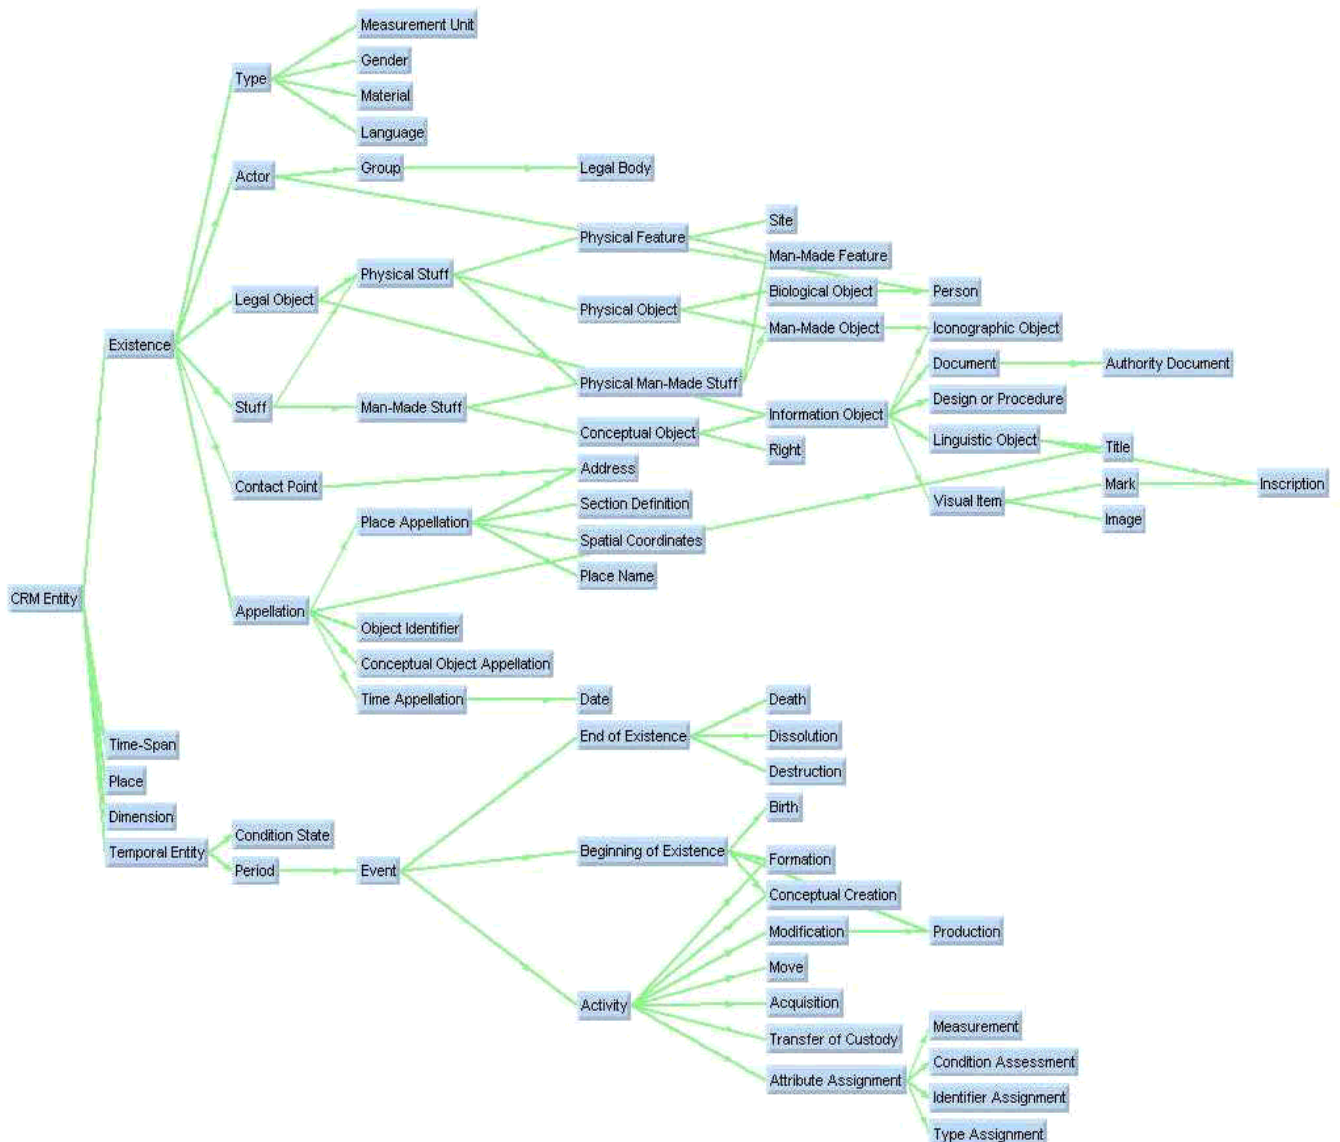 Measurement Unit
Type
Gender
Material
Language
Actor
Group
Legal Body
Site
Physical Feature
Man-Made Feature
Physical Stuff
Legal Object
Physical Object
Biological Object
Person
Man-Made Object
Iconographic Object
Existence
Document
Authority Document
Physical Man-Made Stuff
Stuff
Man-Made Stuff
Information Object
Design or Procedure
Conceptual Object
Linguistic Object
Right
Title
Contact Point
Address
Visual Item
Mark
Inscription
Section Definition
Image
Place Appellation
Spatial Coordinates
Place Name
CRM Entity
Appellation
Object Identifier
Conceptual Object Appellation
Time Appellation
Date
Death
End of Existence
Dissolution
Time-Span
Destruction
Place
Birth
Dimension
Condition State
Temporal Entity
Beginning of Existence
Formation
Period
Event
Conceptual Creation
Modification
Production
Move
Activity
Acquisition
Transfer of Custody
Measurement
Condition Assessment
Attribute Assignment
Identifier Assignment
Type Assignment